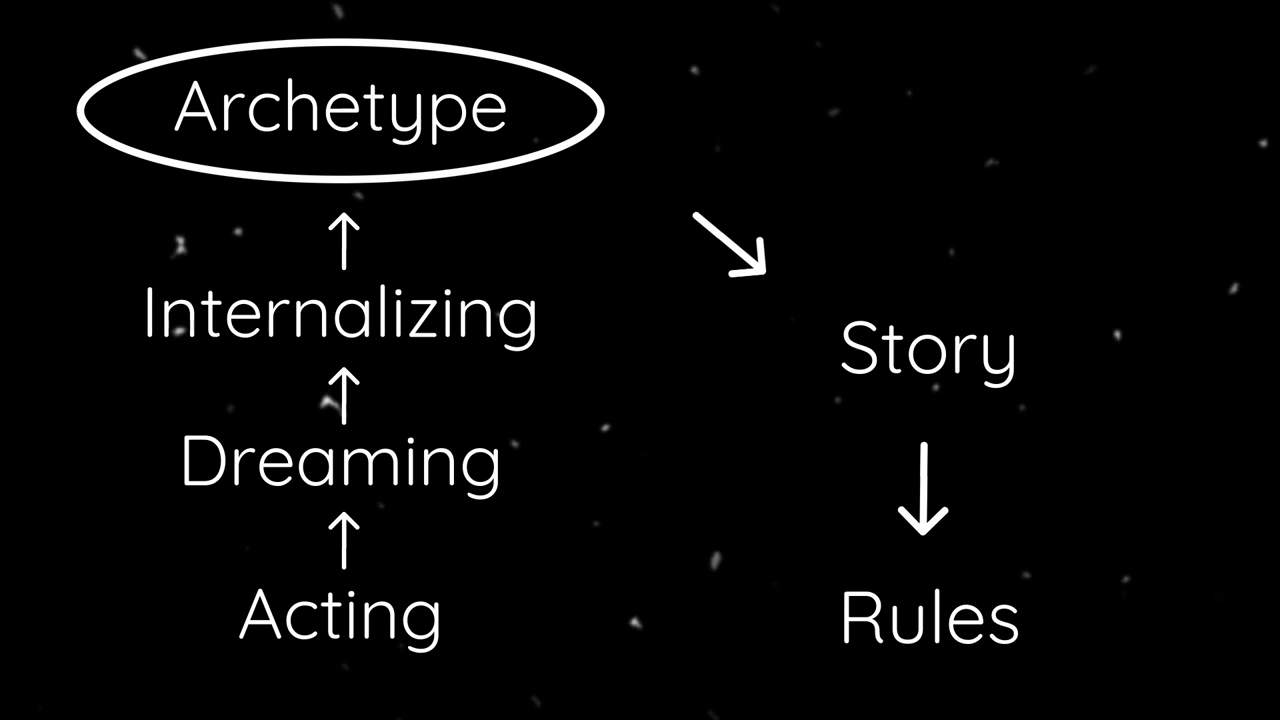 Archetype
Internalizing
Dreaming
Acting
Story
Rules